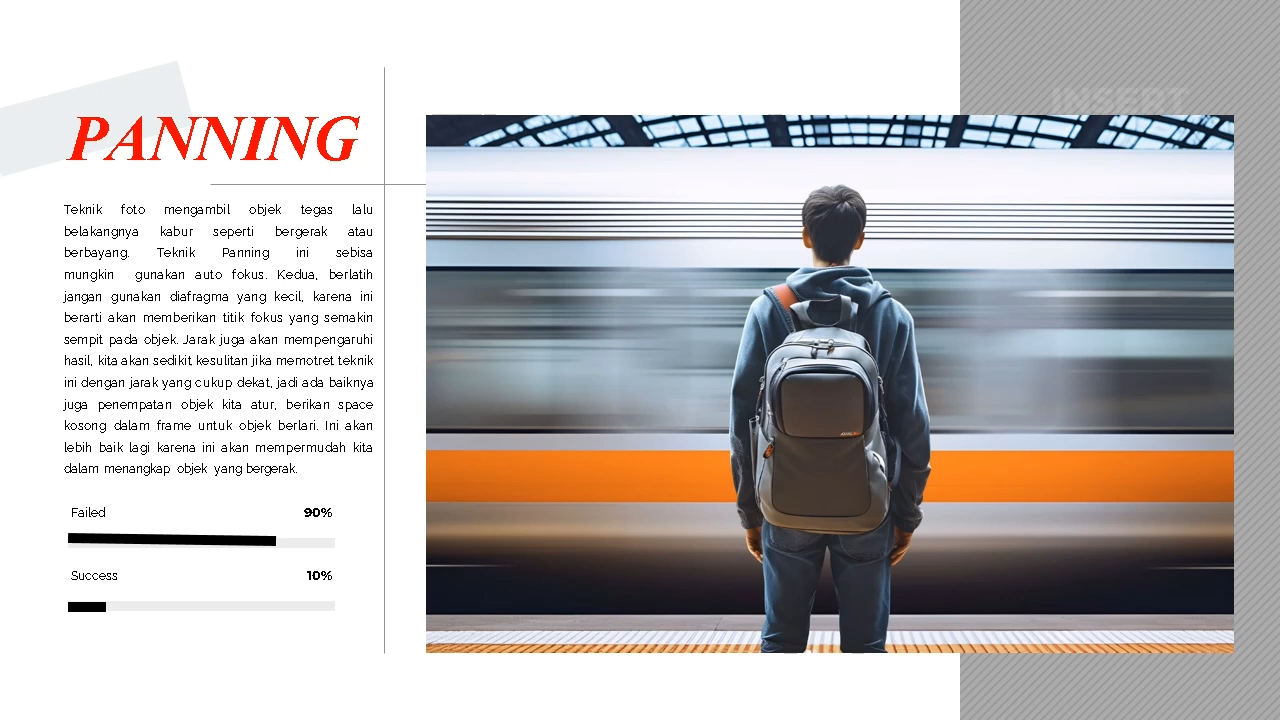 INSERT
PANNING
Teknik foto mengambil objek tegas lalu
belakangnya kabur seperti bergerak atau
berbayang. Teknik Panning ini sebisa
mungkin gunakan auto fokus. Kedua, berlatih
jangan gunakan diafragma yang kecil, karena ini
berarti akan memberikan titik fokus yang semakin
sempit pada objek. Jarak juga akan mempengaruhi
hasil, kita akan sedikit kesulitan jika memotret teknik
ini dengan jarak yang cukup dekat, jadi ada baiknya
juga penempatan objek kita atur, berikan space
kosong dalam frame untuk objek berlari. Ini akan
lebih baik lagi karena ini akan mempermudah kita
dalam menangkap objek yang bergerak.
Failed 90%
Success 10%